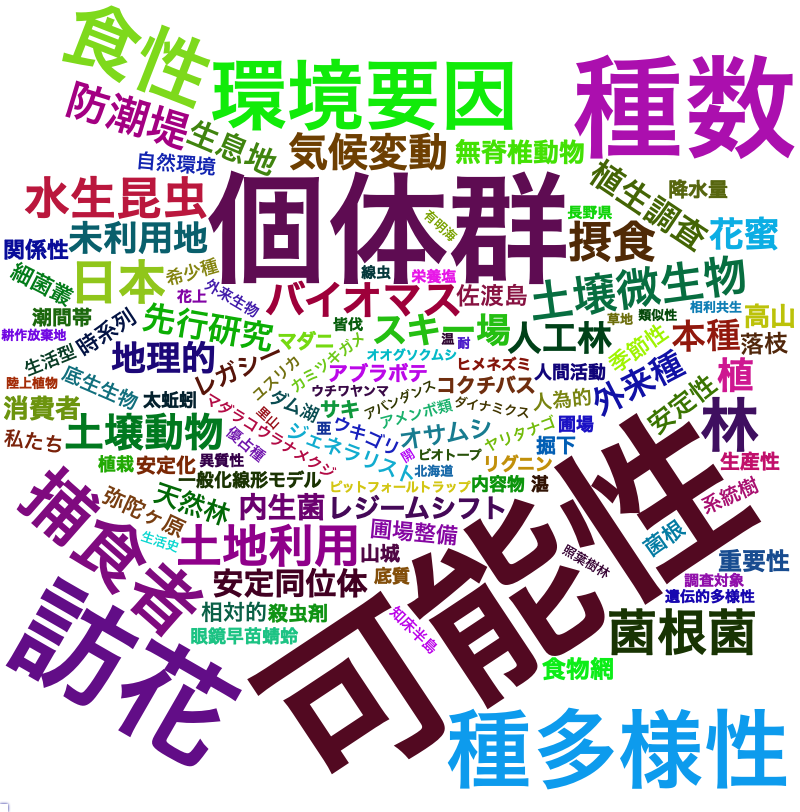 食性
環境要因
種数
防潮堤
生息地
気候変動
無脊椎動物
自然環境
植生調査
降水量
水生昆虫
個体群
有明海
長野県
摂食
花蜜
未利用地
関係性
日本
希少種
線虫
栄養塩
佐渡島
土壌微生物
細菌叢
花上
外来生物
バイオマス
相利共生
潮間帯
時系列
先行研究
マダニ
皆伐
スキー場
温
耐
人工林
草地
類似性
高山
耕作放棄地
生活型
地理的
レガシー
ユスリカ
カミツキガメ
オオグソクムシ
季節性
本種
落枝
陸上植物
底生生物
太蚯蚓
アブラボテ
ヒメネズミ
コクチバス
人間活動
外来種
植
消費者
マダラコウラナメクジ
ダム湖
ウチワヤンマ
アバンダンス
ダイナミクス
人為的
安定性
林
私たち
土壌動物
里山
サキ
亜
ウキゴリ
アメンボ類
オサムシ
ヤリタナゴ
圃場
掘下
優占種
ジェネラリスト
開
ビオトープ
植栽
安定化
異質性
北海道
リグニン
生産性
一般化線形モデル
ピットフォールトラップ
内容物
湛
捕食者
弥陀ヶ原
天然林
内生菌
レジームシフト
系統樹
生活史
土地利用
圃場整備
山城
可能性
菌根
照葉樹林
重要性
安定同位体
底質
調査対象
遺伝的多様性
訪花
相対的
殺虫剤
知床半島
菌根菌
眼鏡早苗蜻蛉
食物網
種多様性